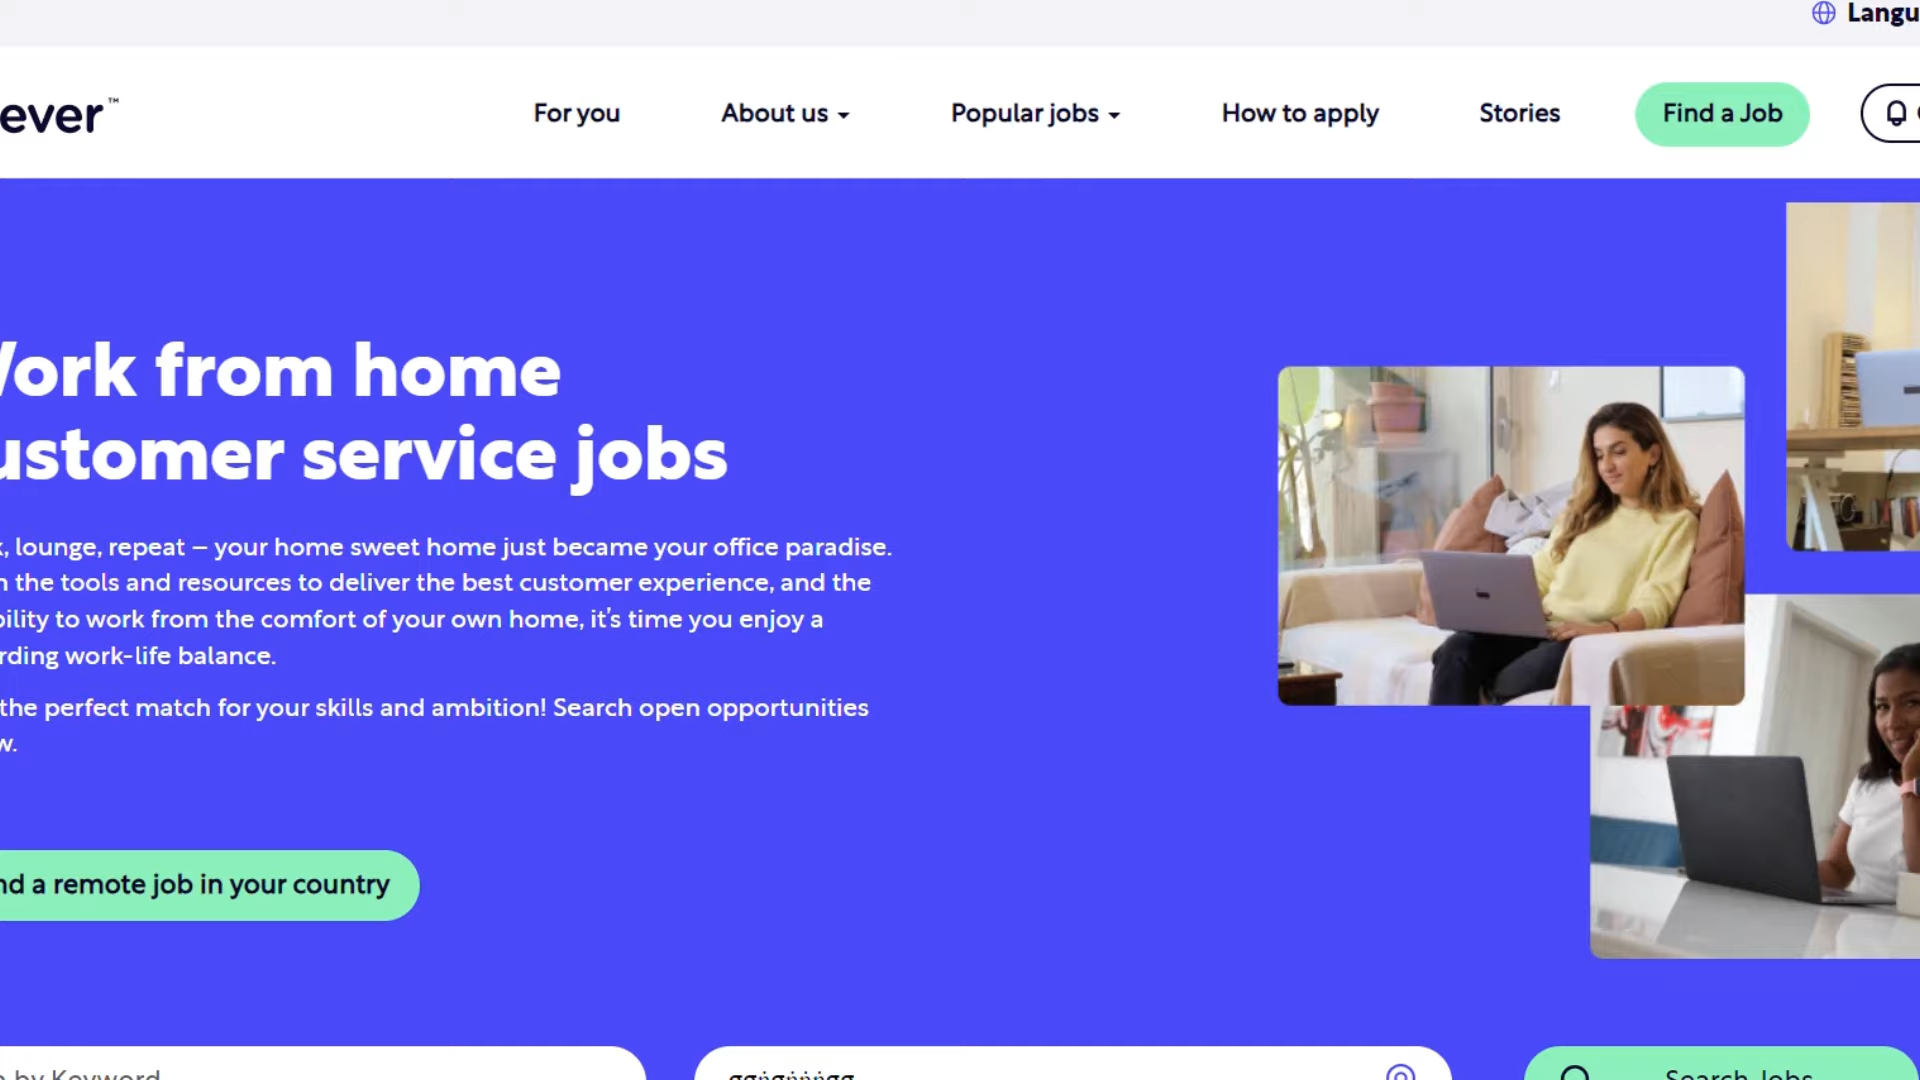 Langu
ever™
For you
About us
Popular jobs
How to apply
Stories
Find a Job
Work from home
ustomer service jobs
, lounge, repeat – your home sweet home just became your office paradise.
the tools and resources to deliver the best customer experience, and the
bility to work from the comfort of your own home, it's time you enjoy a
rding work-life balance.
the perfect match for your skills and ambition! Search open opportunities
w.
nd a remote job in your country
by Keyword
Search Jobs